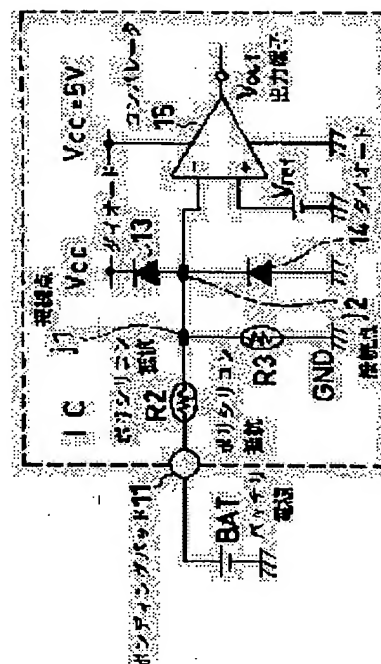 IC
Vcc
Vcc=5V
接続点
J1
ダイオード
13
コンパレータ
15
ポリシリコン
抵抗
R2
ボンディングパッド11
Vout
出力端子
Vref
ポリシリコン
抵抗
R3
BAT
バッテリ
電源
GND
J2
接続点
14
ダイオード